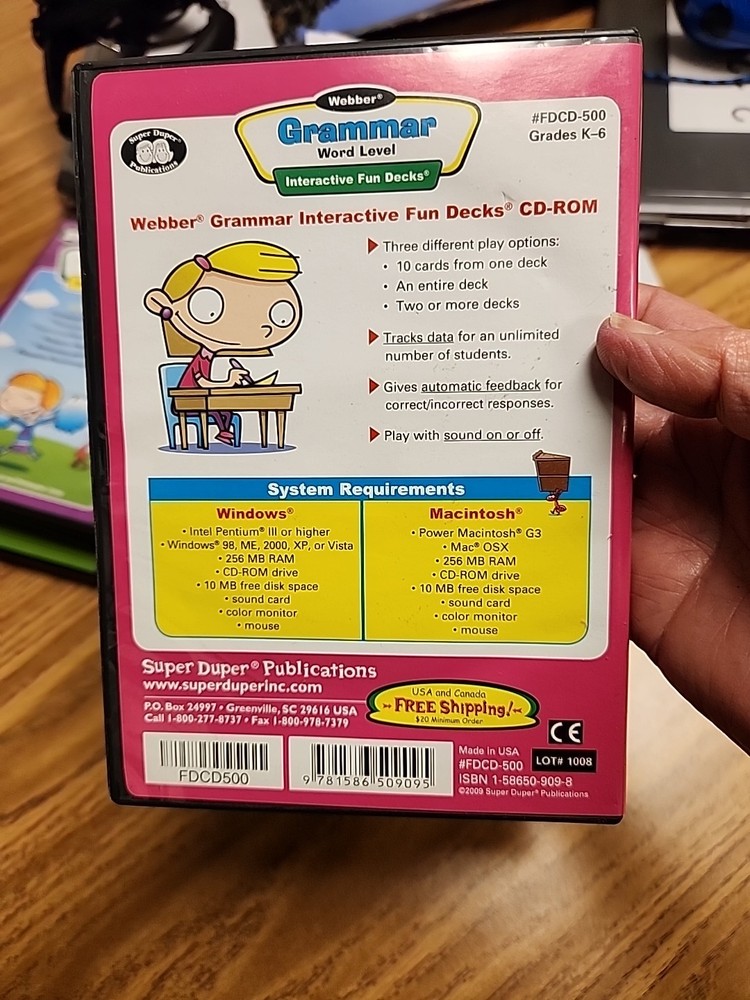 Webber®
Grammar
Word Level
Interactive Fun Decks®
#FDCD-500
Grades K–6
Super Duper®
Publications
Webber® Grammar Interactive Fun Decks® CD-ROM
Three different play options:
• 10 cards from one deck
• An entire deck
• Two or more decks
Tracks data for an unlimited
number of students.
Gives automatic feedback for
correct/incorrect responses.
Play with sound on or off.
System Requirements
Windows®
• Intel Pentium® III or higher
• Windows® 98, ME, 2000, XP, or Vista
• 256 MB RAM
• CD-ROM drive
• 10 MB free disk space
• sound card
• color monitor
• mouse
Macintosh®
• Power Macintosh® G3
• Mac® OSX
• 256 MB RAM
• CD-ROM drive
• 10 MB free disk space
• sound card
• color monitor
• mouse
Super Duper® Publications
www.superduperinc.com
P.O. Box 24997 • Greenville, SC 29616 USA
Call 1-800-277-8737 • Fax 1-800-978-7379
USA and Canada
FREE Shipping!
$20 Minimum Order
CE
FDCD500
9 781586 509095
Made in USA
#FDCD-500
LOT# 1008
ISBN 1-58650-909-8
©2009 Super Duper® Publications